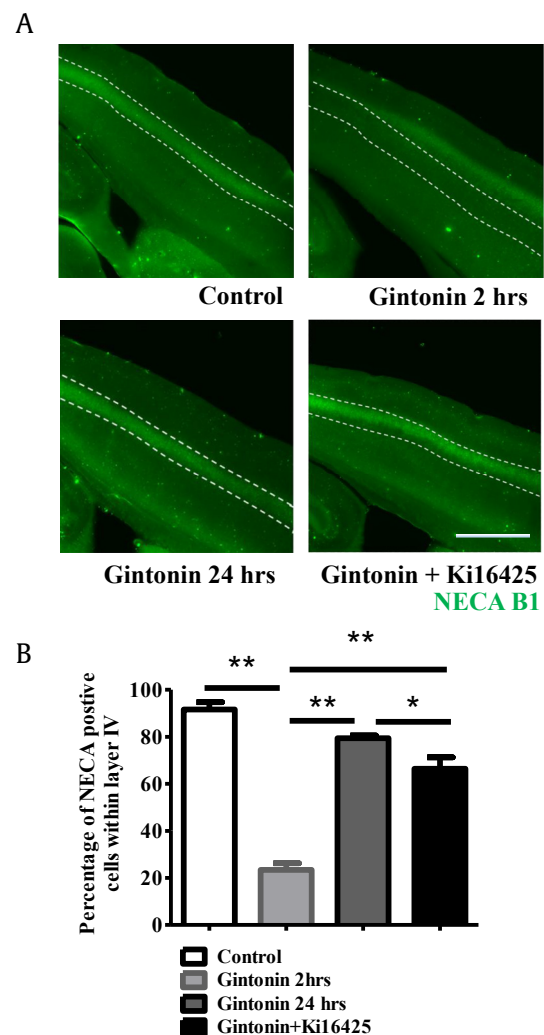 A
Control
Gintonin 2 hrs
Gintonin 24 hrs
Gintonin + Ki16425
NECA B1
B
**
**
**
*
Percentage of NECA postive
cells within layer IV
100
80
60
40
20
0
Control
Gintonin 2hrs
Gintonin 24 hrs
Gintonin+Ki16425